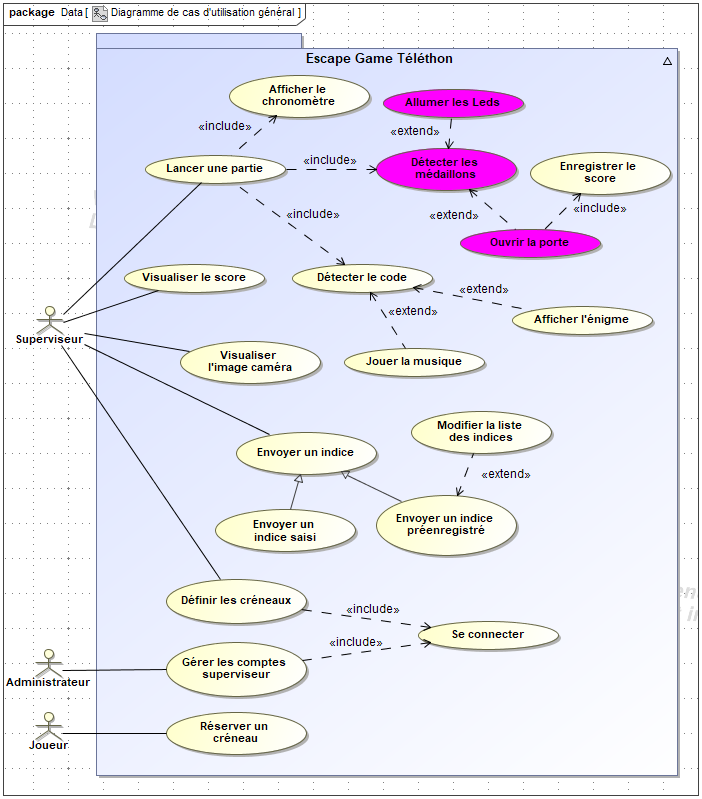 package Data [ Diagramme de cas d'utilisation général ]
Escape Game Téléthon
Afficher le
chronomètre
Allumer les Leds
«include»
«extend»
Lancer une partie
«include»
Détecter les
médaillons
Enregistrer le
score
«include»
«extend»
«include»
Ouvrir la porte
Visualiser le score
Détecter le code
«extend»
«extend»
Afficher l'énigme
Superviseur
Visualiser
l'image caméra
Jouer la musique
Modifier la liste
des indices
Envoyer un indice
«extend»
Envoyer un
indice saisi
Envoyer un indice
préenregistré
Définir les créneaux
«include»
Se connecter
«include»
Gérer les comptes
superviseur
Administrateur
Réserver un
créneau
Joueur